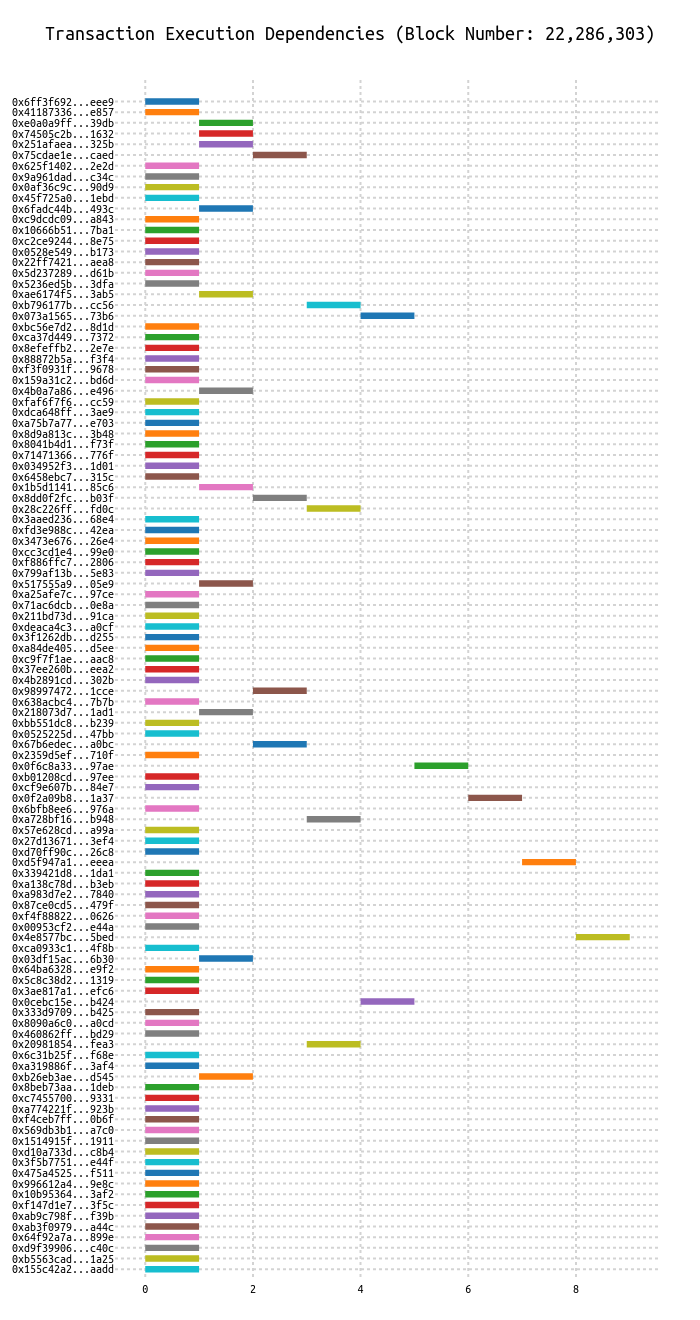 Transaction Execution Dependencies (Block Number: 22,286,303)
0x6ff3f692...eee9
0x41187336...e857
0xe0a0a9ff...39db
0x74505c2b...1632
0x251afaea...325b
0x75cdae1e...caed
0x625f1402...2e2d
0x9a961dad...c34c
0x0af36c9c...90d9
0x45f725a0...1ebd
0x6fadc44b...493c
0xc9dcdc09...a843
0x10666b51...7ba1
0xc2ce9244...8e75
0x0528e549...b173
0x22ff7421...aea8
0x5d237289...d61b
0x5236ed5b...3dfa
0xae6174f5...3ab5
0xb796177b...cc56
0x073a1565...73b6
0xbc56e7d2...8d1d
0xca37d449...7372
0x8efeffb2...2e7e
0x88872b5a...f3f4
0xf3f0931f...9678
0x159a31c2...bd6d
0x4b0a7a86...e496
0xfaf6f7f6...cc59
0xdca648ff...3ae9
0xa75b7a77...e703
0x8d9a813c...3b48
0x8041b4d1...f73f
0x71471366...776f
0x034952f3...1d01
0x6458ebc7...315c
0x1b5d1141...85c6
0x8dd0f2fc...b03f
0x28c226ff...fd0c
0x3aaed236...68e4
0xfd3e988c...42ea
0x3473e676...26e4
0xcc3cd1e4...99e0
0xf886ffc7...2806
0x799af13b...5e83
0x517555a9...05e9
0xa25afe7c...97ce
0x71ac6dcb...0e8a
0x211bd73d...91ca
0xdeaca4c3...a0cf
0x3f1262db...d255
0xa84de405...d5ee
0xc9f7f1ae...aac8
0x37ee260b...eea2
0x4b2891cd...302b
0x98997472...1cce
0x638acbc4...7b7b
0x218073d7...1ad1
0xbb551dc8...b239
0x0525225d...47bb
0x67b6edec...a0bc
0x2359d5ef...710f
0x0f6c8a33...97ae
0xb01208cd...97ee
0xcf9e607b...84e7
0x0f2a09b8...1a37
0x6bfb8ee6...976a
0xa728bf16...b948
0x57e628cd...a99a
0x27d13671...3ef4
0xd70ff90c...26c8
0xd5f947a1...eeea
0x339421d8...1da1
0xa138c78d...b3eb
0xa983d7e2...7840
0x87ce0cd5...479f
0xf4f88822...0626
0x00953cf2...e44a
0x4e8577bc...5bed
0xca0933c1...4f8b
0x03df15ac...6b30
0x64ba6328...e9f2
0x5c8c38d2...1319
0x3ae817a1...efc6
0x0cebc15e...b424
0x333d9709...b425
0x8090a6c0...a0cd
0x460862ff...bd29
0x20981854...fea3
0x6c31b25f...f68e
0xa319886f...3af4
0xb26eb3ae...d545
0x8beb73aa...1deb
0xc7455700...9331
0xa774221f...923b
0xf4ceb7ff...0b6f
0x569db3b1...a7c0
0x1514915f...1911
0xd10a733d...c8b4
0x3f5b7751...e44f
0x475a4525...f511
0x996612a4...9e8c
0x10b95364...3af2
0xf147d1e7...3f5c
0xab9c798f...f39b
0xab3f0979...a44c
0x64f92a7a...899e
0xd9f39906...c40c
0xb5563cad...1a25
0x155c42a2...aadd
0 2 4 6 8